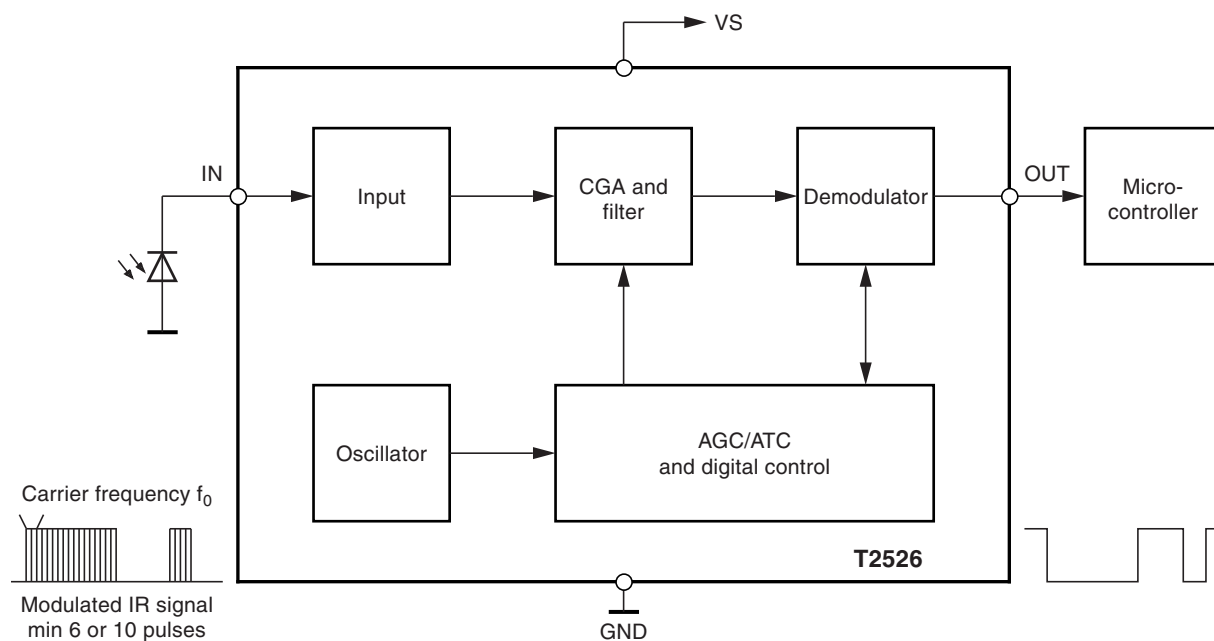 VS
IN
Input
CGA and
filter
Demodulator
OUT
Micro-
controller
Oscillator
AGC/ATC
and digital control
Carrier frequency f₀
T2526
Modulated IR signal
min 6 or 10 pulses
GND